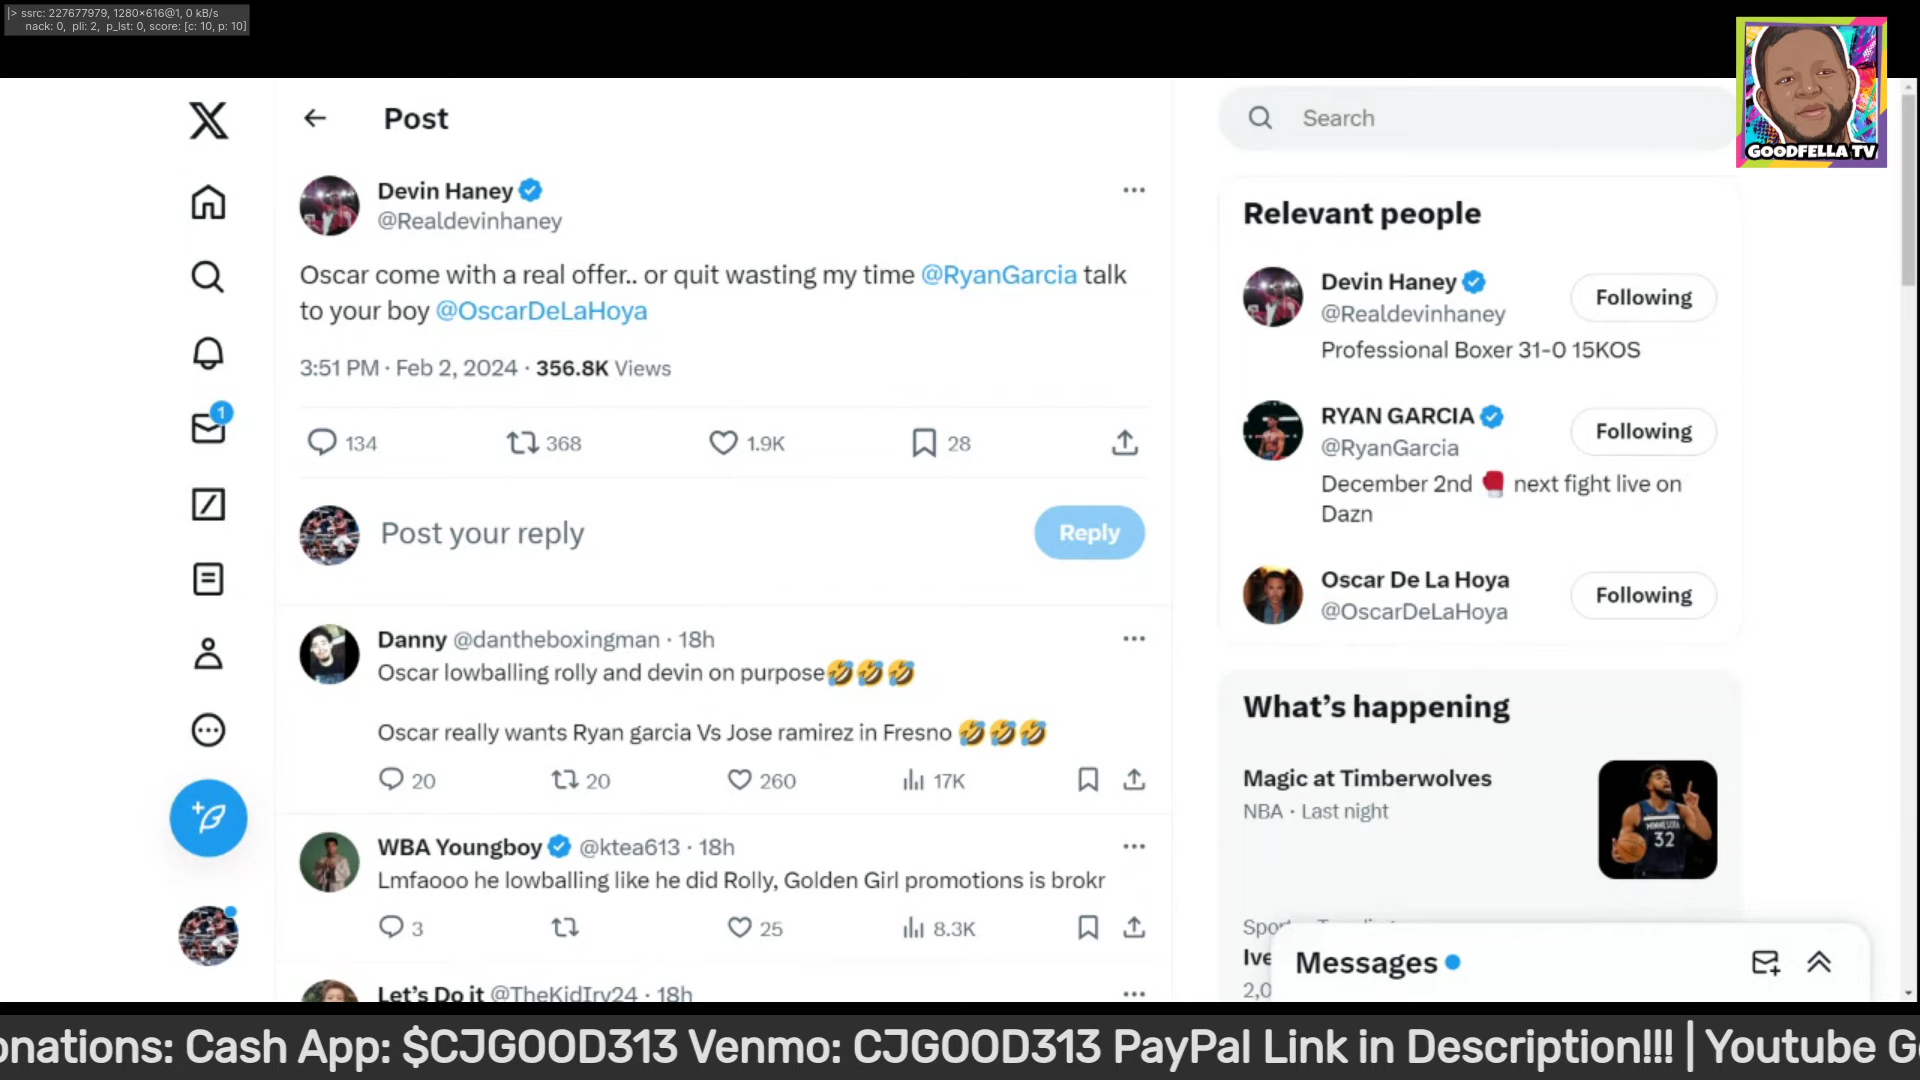 |> ssrc: 227677979, 1280×616@1, 0 kB/s
nack: 0, pli: 2, p_lst: 0, score: [c: 10, p: 10]
GOODFELLA TV
Post
Search
Devin Haney
@Realdevinhaney
Oscar come with a real offer.. or quit wasting my time @RyanGarcia talk
to your boy @OscarDeLaHoya
3:51 PM · Feb 2, 2024 · 356.8K Views
134 368 1.9K 28
Post your reply
Reply
Danny @dantheboxingman · 18h
Oscar lowballing rolly and devin on purpose🤣🤣🤣
Oscar really wants Ryan garcia Vs Jose ramirez in Fresno 🤣🤣🤣
20 20 260 17K
WBA Youngboy @ktea613 · 18h
Lmfaooo he lowballing like he did Rolly, Golden Girl promotions is brokr
3 25 8.3K
Let's Do it @TheKidIrv24 · 18h
1
Relevant people
Devin Haney
@Realdevinhaney
Following
Professional Boxer 31-0 15KOS
RYAN GARCIA
@RyanGarcia
Following
December 2nd 🥊 next fight live on
Dazn
Oscar De La Hoya
@OscarDeLaHoya
Following
What's happening
Magic at Timberwolves
NBA · Last night
MINNESOTA
32
Ive
2,0
Messages
onations: Cash App: $CJGOOD313 Venmo: CJGOOD313 PayPal Link in Description!!! | Youtube G